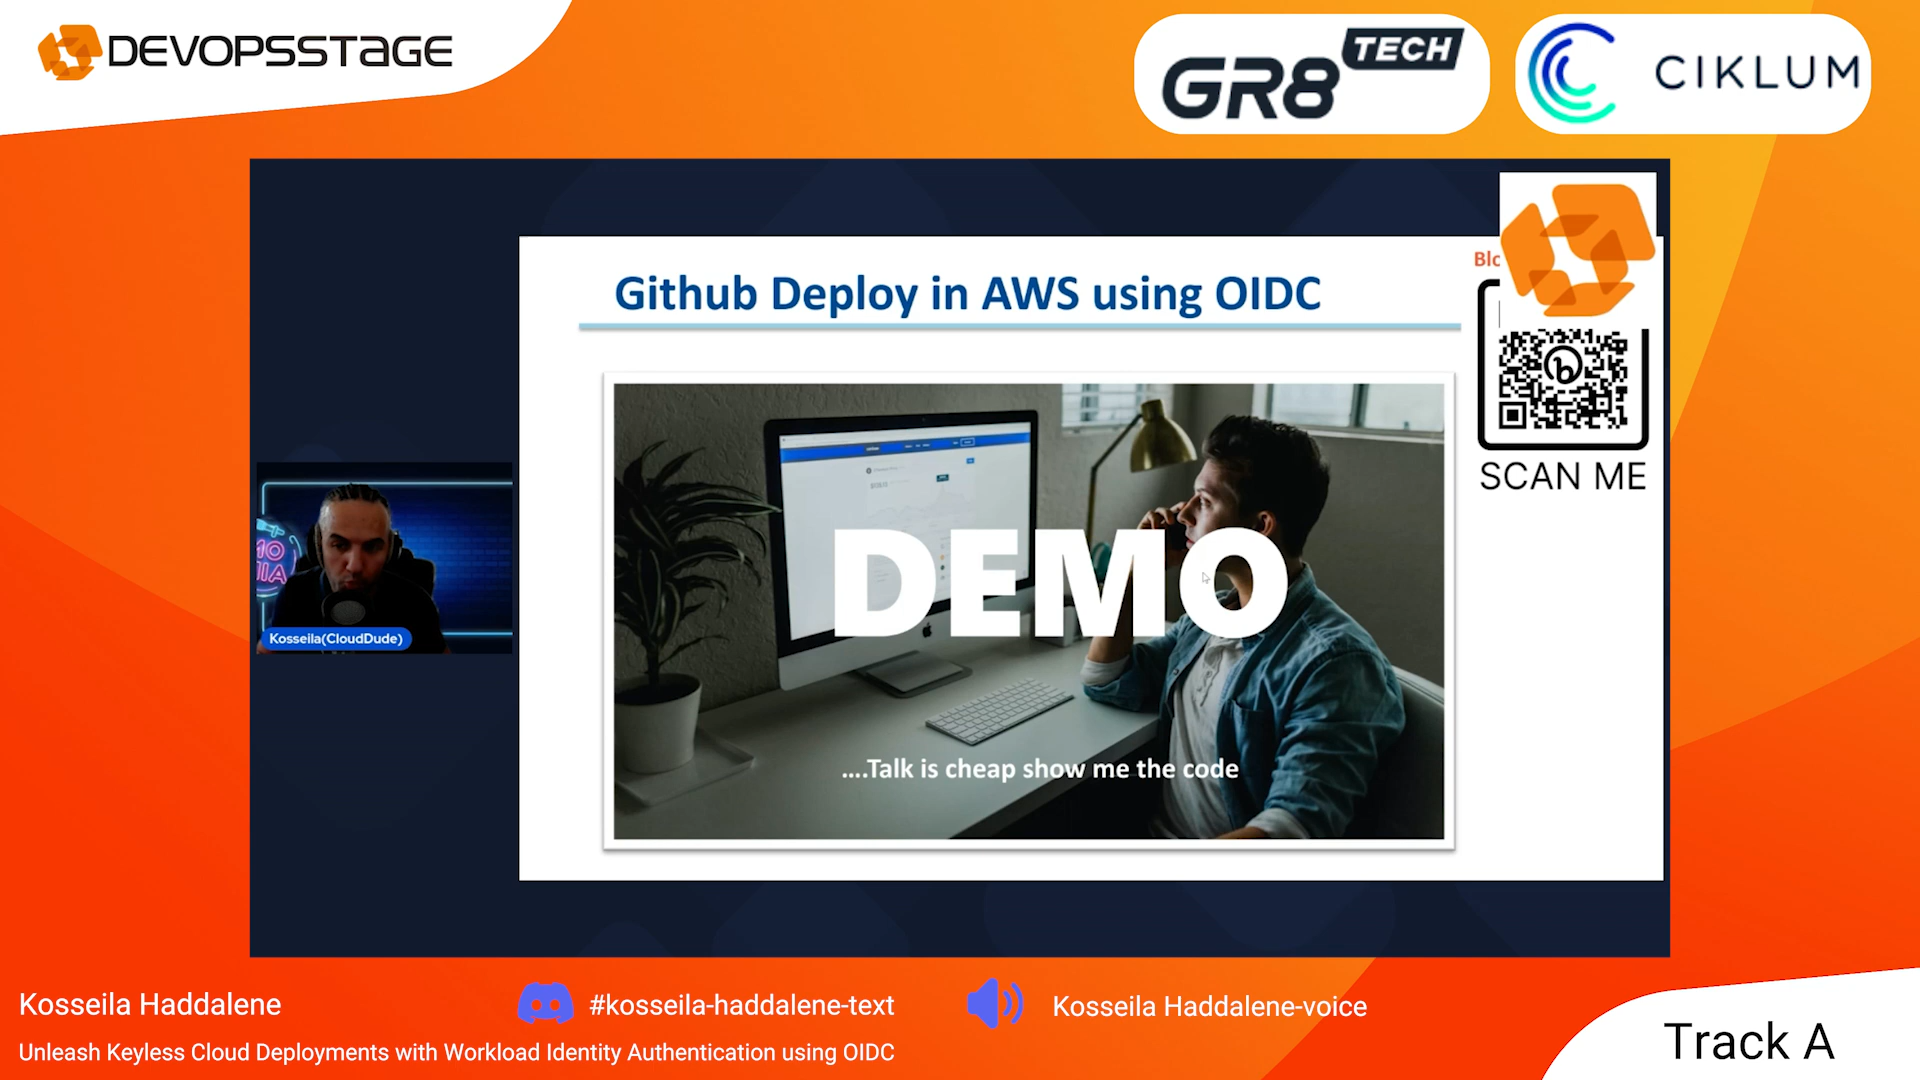 DEVOPSSTAGE
GR8 TECH
CIKLUM
Github Deploy in AWS using OIDC
SCAN ME
DEMO
....Talk is cheap show me the code
Kosseila(CloudDude)
Kosseila Haddalene
#kosseila-haddalene-text
Kosseila Haddalene-voice
Unleash Keyless Cloud Deployments with Workload Identity Authentication using OIDC
Track A